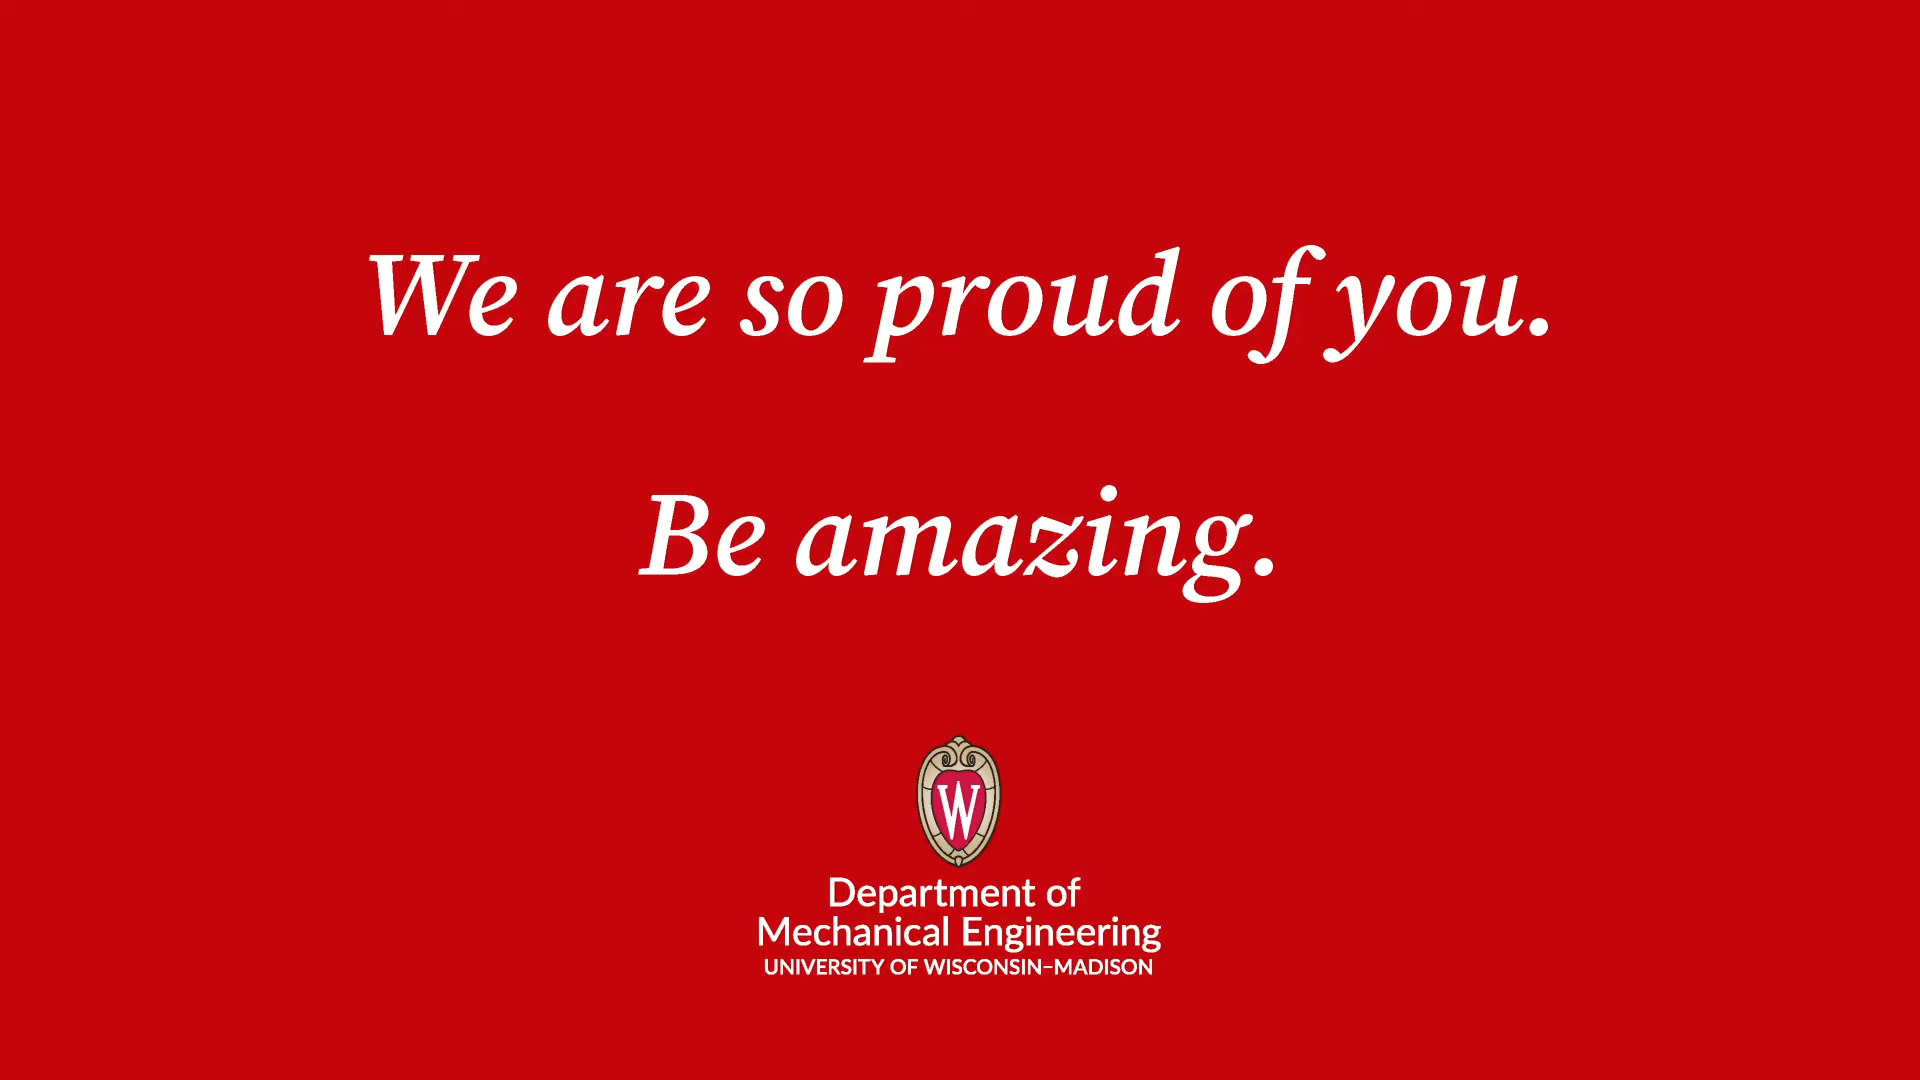 We are so proud of you.
Be amazing.
W
Department of
Mechanical Engineering
UNIVERSITY OF WISCONSIN–MADISON